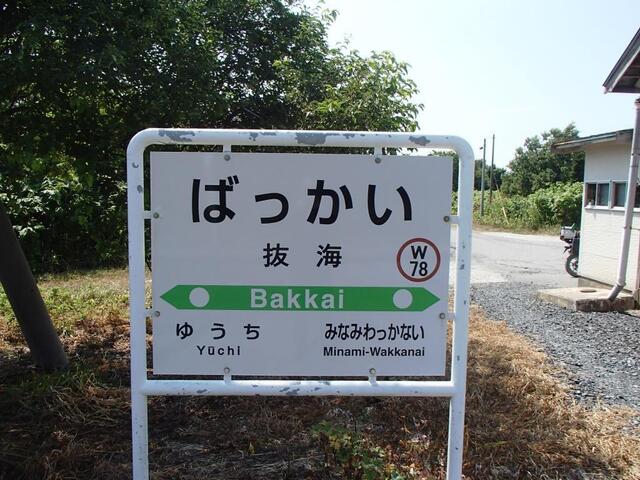 ばっかい
抜海
W
78
Bakkai
ゆうち みなみわっかない
Yūchi Minami-Wakkanai